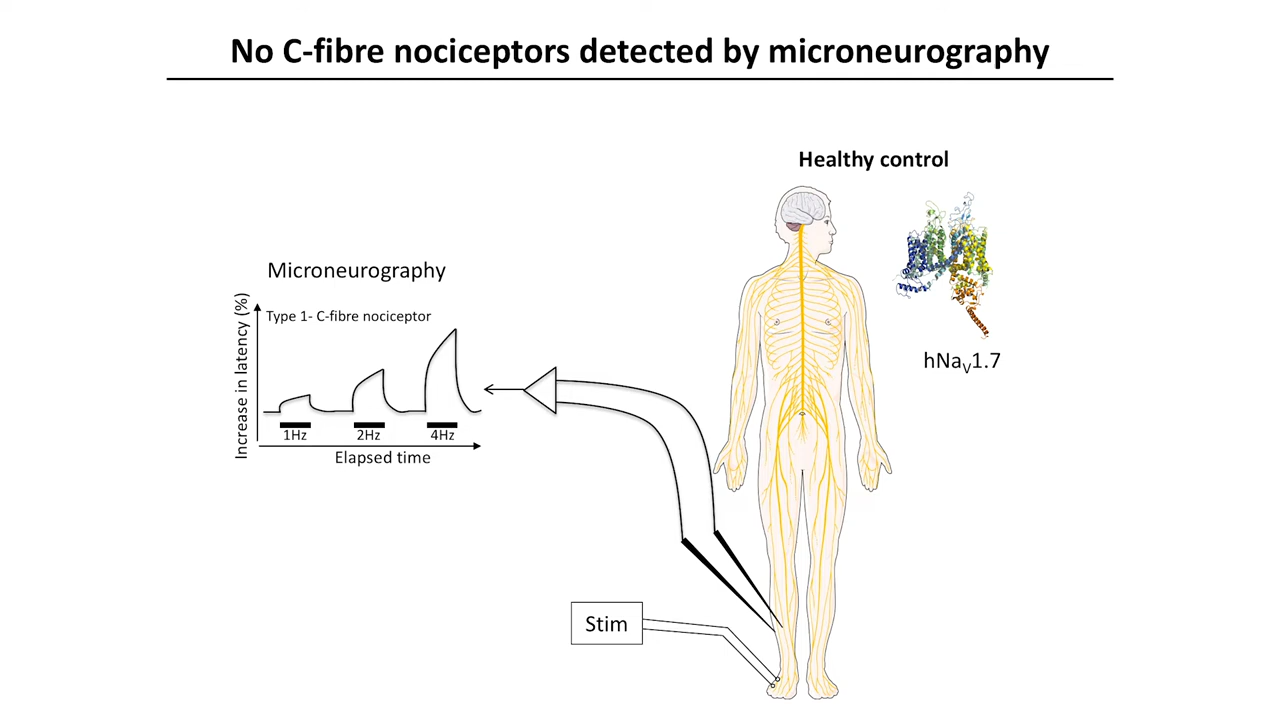 No C-fibre nociceptors detected by microneurography
Healthy control
hNaV1.7
Microneurography
Increase in latency (%)
Type 1- C-fibre nociceptor
1Hz
2Hz
4Hz
Elapsed time
Stim